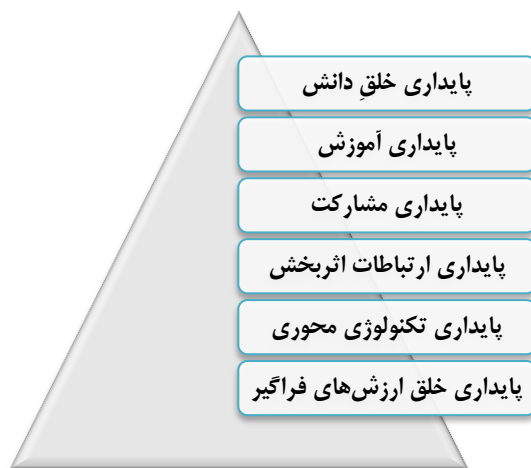 پایداری خلقِ دانش
پایداری آموزش
پایداری مشارکت
پایداری ارتباطات اثربخش
پایداری تکنولوژی محوری
پایداری خلق ارزش‌های فراگیر